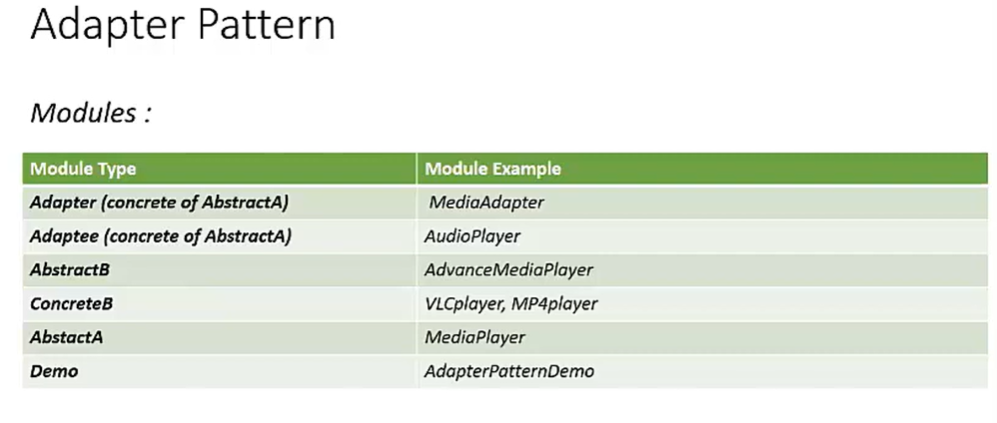 Adapter Pattern
Modules :
Module Type Module Example
Adapter (concrete of AbstractA) MediaAdapter
Adaptee (concrete of AbstractA) AudioPlayer
AbstractB AdvanceMediaPlayer
ConcreteB VLCplayer, MP4player
AbstactA MediaPlayer
Demo AdapterPatternDemo